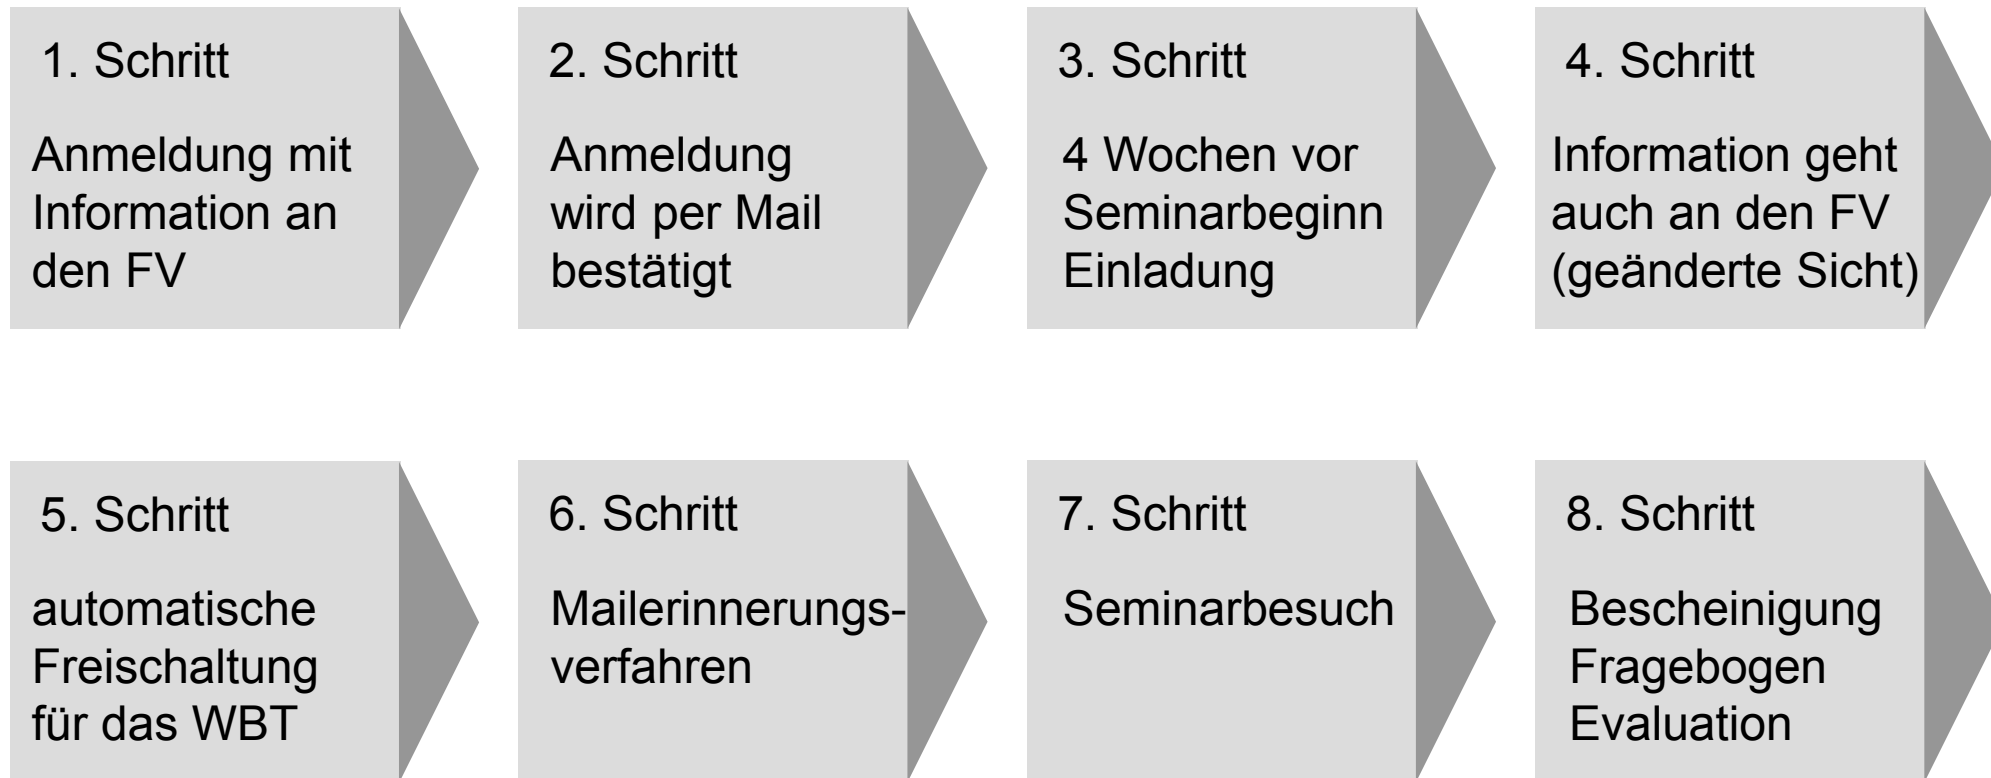 1. Schritt
Anmeldung mit
Information an
den FV
2. Schritt
Anmeldung
wird per Mail
bestätigt
3. Schritt
4 Wochen vor
Seminarbeginn
Einladung
4. Schritt
Information geht
auch an den FV
(geänderte Sicht)
5. Schritt
automatische
Freischaltung
für das WBT
6. Schritt
Mailerinnerungs-
verfahren
7. Schritt
Seminarbesuch
8. Schritt
Bescheinigung
Fragebogen
Evaluation